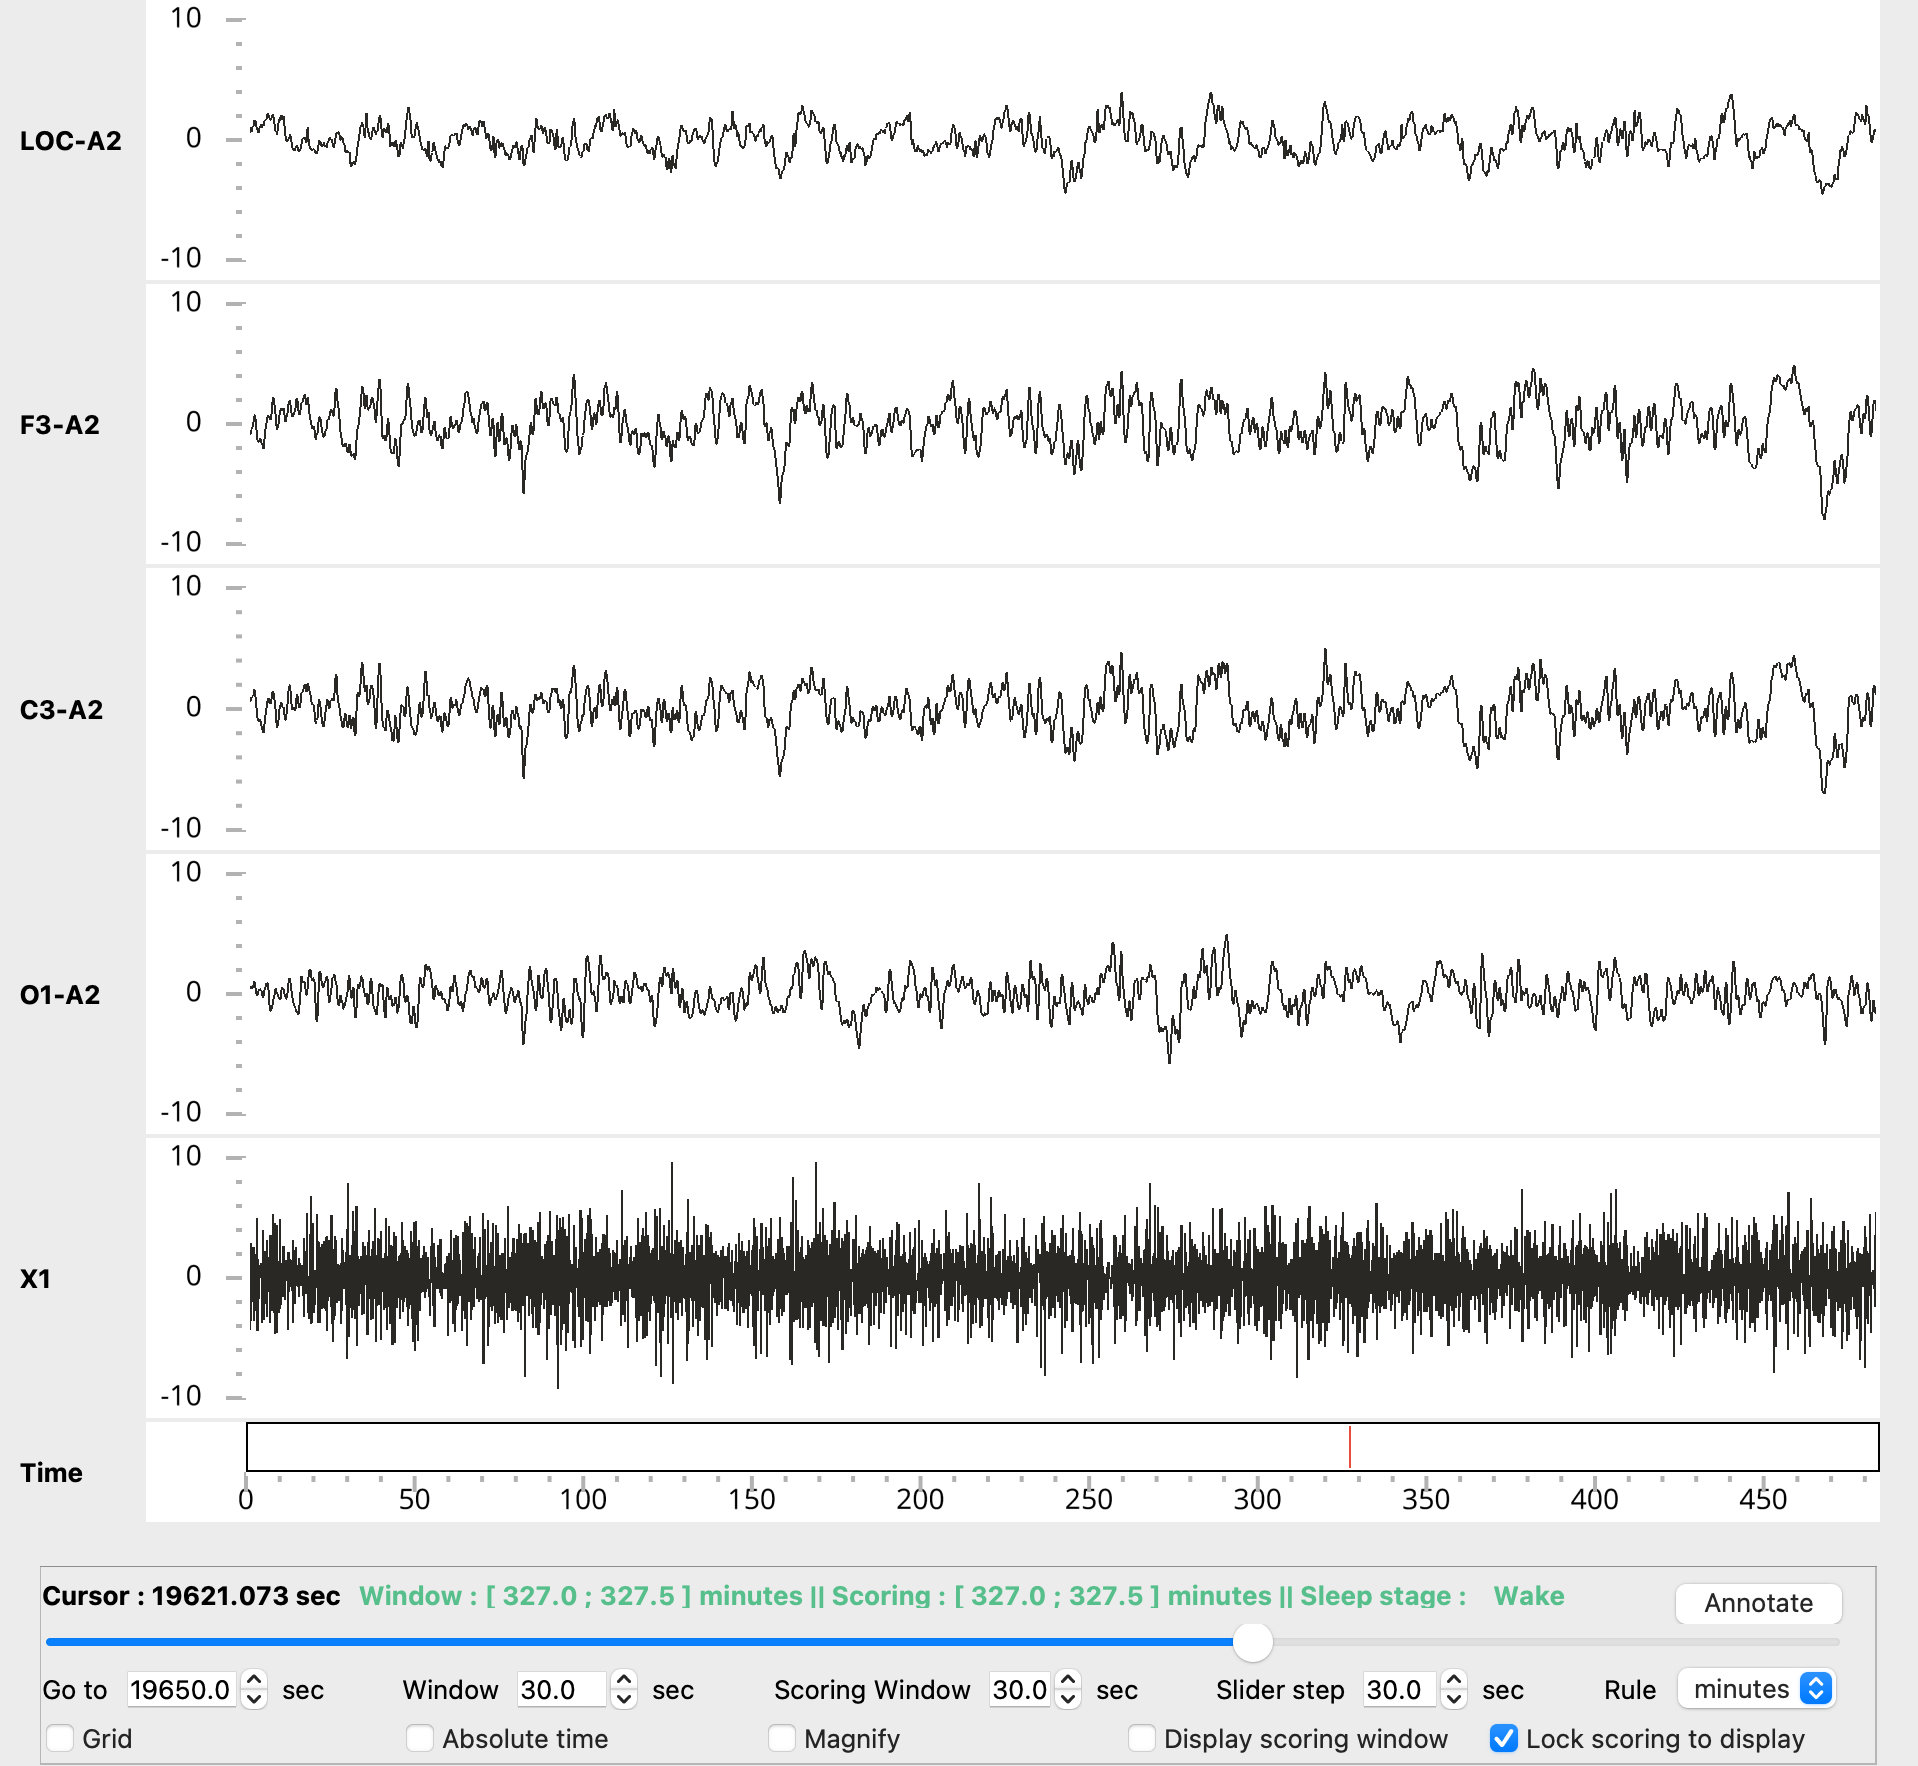 10
LOC-A2
0
-10
10
F3-A2
0
-10
10
C3-A2
0
-10
10
O1-A2
0
-10
10
X1
0
-10
Time
0 50 100 150 200 250 300 350 400 450
Cursor : 19621.073 sec Window : [ 327.0 ; 327.5 ] minutes || Scoring : [ 327.0 ; 327.5 ] minutes || Sleep stage : Wake Annotate
Go to 19650.0 sec Window 30.0 sec Scoring Window 30.0 sec Slider step 30.0 sec Rule minutes
Grid Absolute time Magnify Display scoring window Lock scoring to display